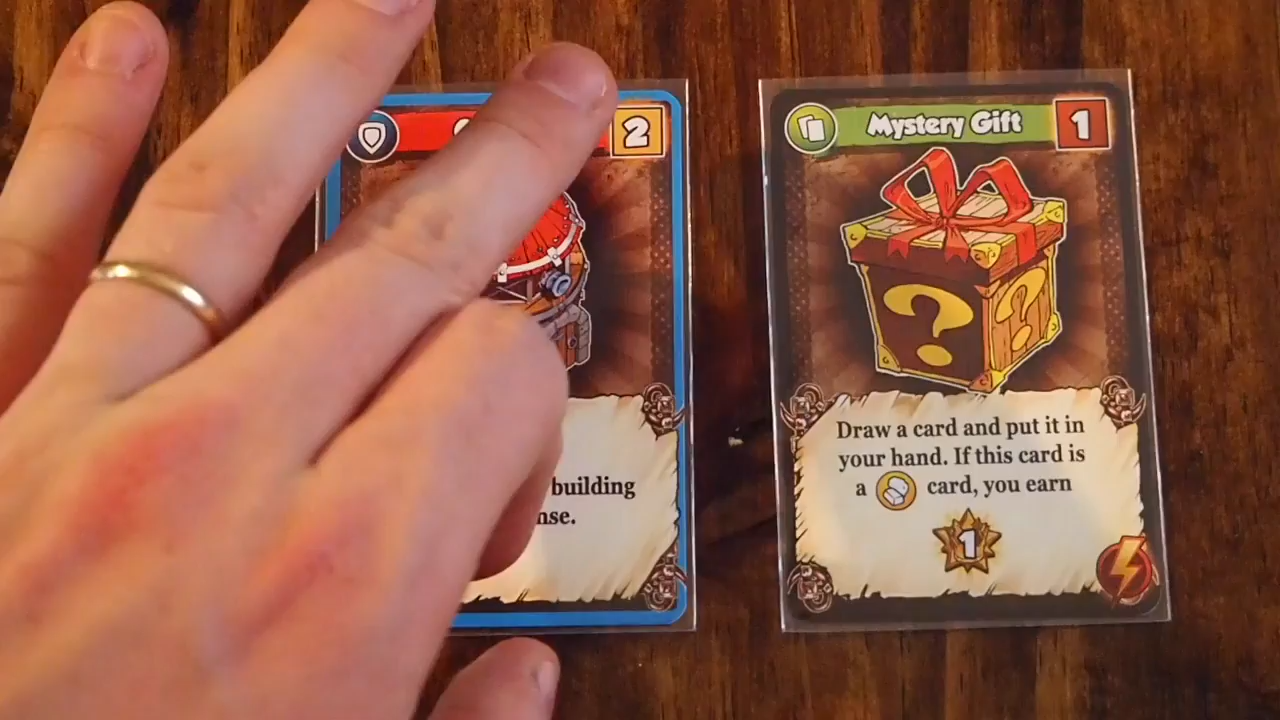 2
building
Mystery Gift
1
Draw a card and put it in
your hand. If this card is
a card, you earn
1